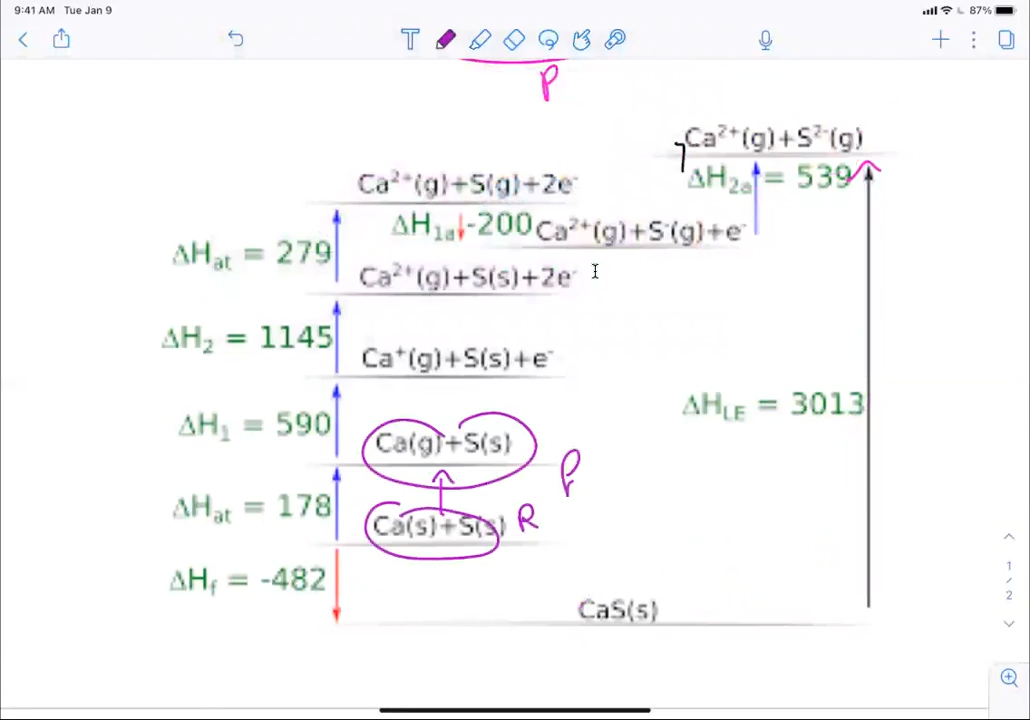 9:41 AM Tue Jan 9
87%
T
P
Ca²⁺(g)+S²⁻(g)
ΔH₂ₐ = 539
Ca²⁺(g)+S(g)+2e⁻
ΔH₁ₐ -200
Ca²⁺(g)+S⁻(g)+e⁻
ΔHat = 279
Ca²⁺(g)+S(s)+2e⁻
ΔH₂ = 1145
Ca⁺(g)+S(s)+e⁻
ΔH_LE = 3013
ΔH₁ = 590
Ca(g)+S(s)
P
ΔHat = 178
Ca(s)+S(s) R
ΔHf = -482
CaS(s)
1
/
2